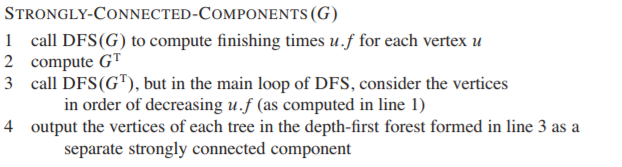 STRONGLY-CONNECTED-COMPONENTS(G)
1 call DFS(G) to compute finishing times u.f for each vertex u
2 compute Gᵀ
3 call DFS(Gᵀ), but in the main loop of DFS, consider the vertices
in order of decreasing u.f (as computed in line 1)
4 output the vertices of each tree in the depth-first forest formed in line 3 as a
separate strongly connected component